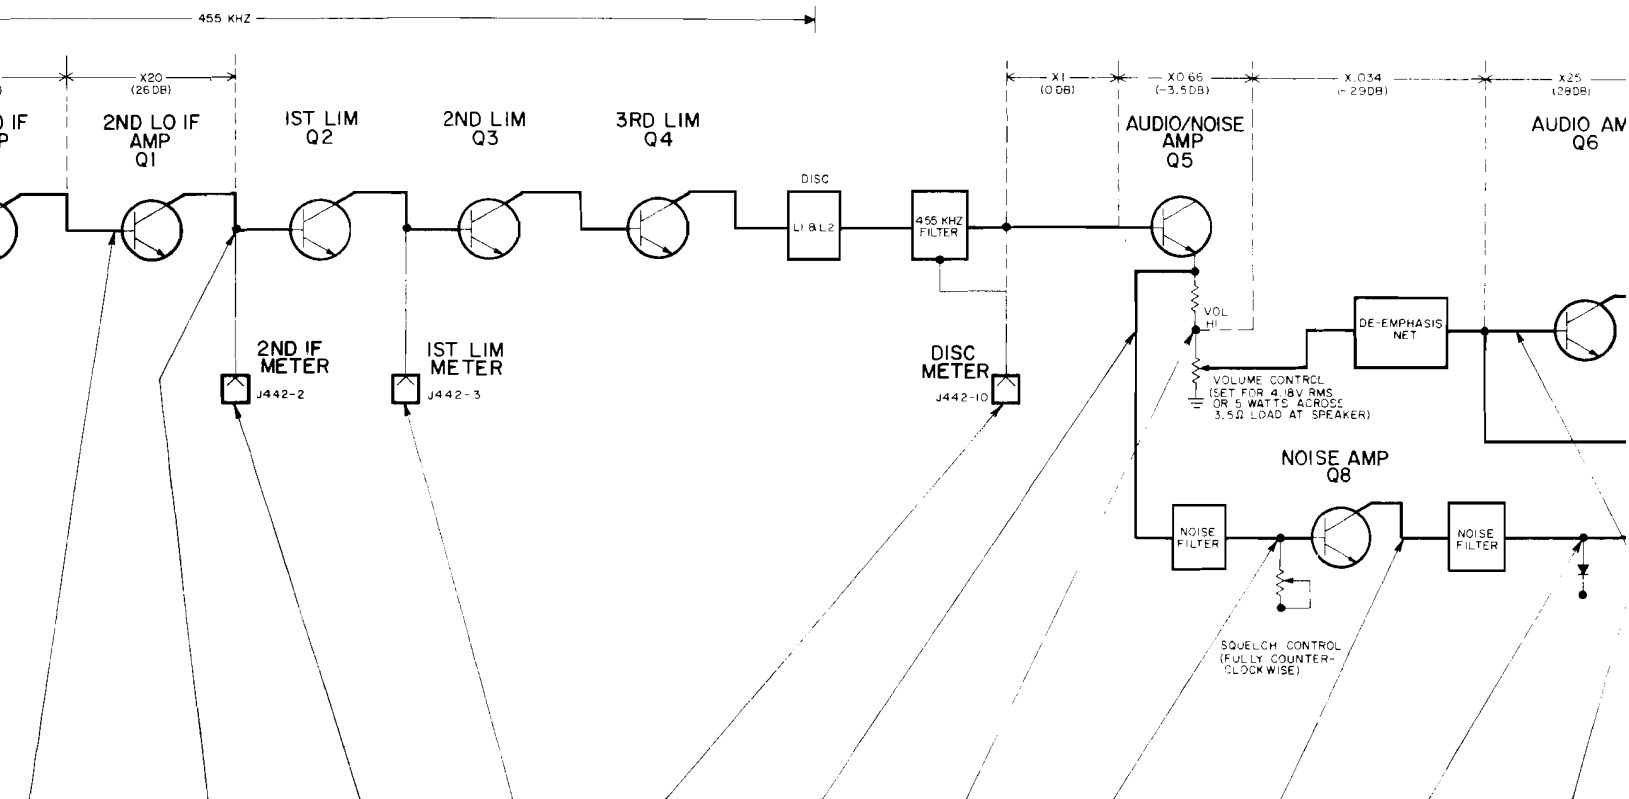 455 KHZ
X20
(26DB)
X1
(0DB)
X0.66
(-3.5DB)
X.034
(-29DB)
X25
(28DB)
O IF
P
)
2ND LO IF
AMP
Q1
1ST LIM
Q2
2ND LIM
Q3
3RD LIM
Q4
AUDIO/NOISE
AMP
Q5
AUDIO AM
Q6
DISC
L1 & L2
455 KHZ
FILTER
VOL
HI
DE-EMPHASIS
NET
2ND IF
METER
J442-2
1ST LIM
METER
J442-3
DISC
METER
J442-10
VOLUME CONTROL
(SET FOR 4.18V RMS
OR 5 WATTS ACROSS
3.5Ω LOAD AT SPEAKER)
NOISE AMP
Q8
NOISE
FILTER
NOISE
FILTER
SQUELCH CONTROL
(FULLY COUNTER-
CLOCKWISE)